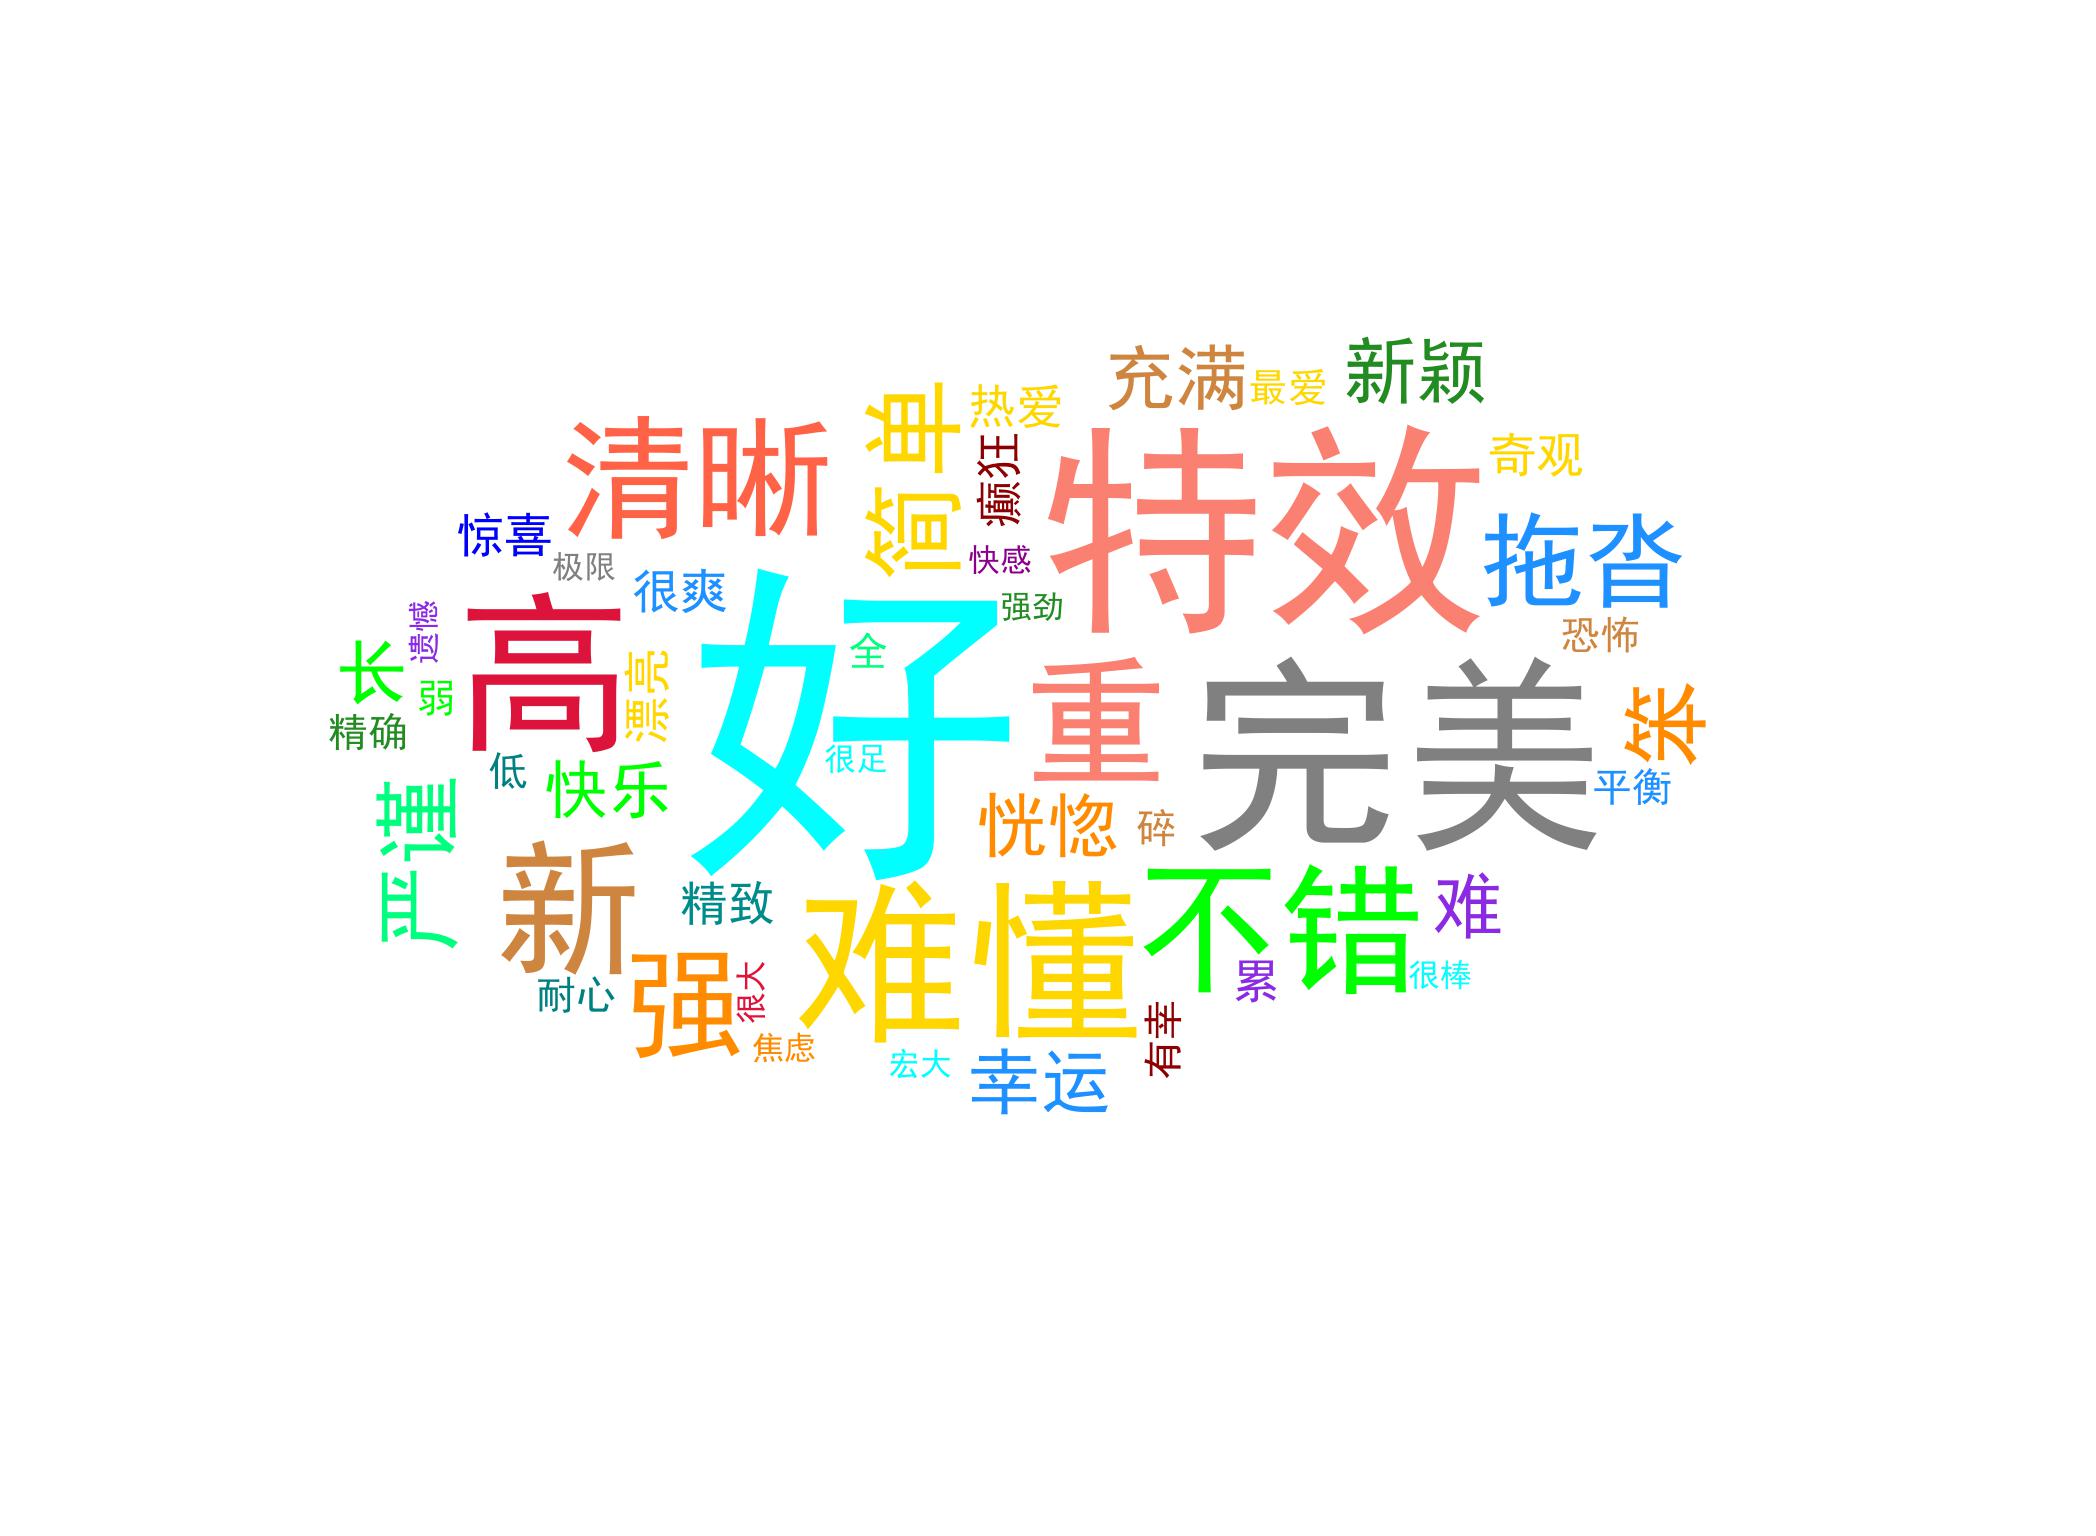 充满
最爱
新颖
热爱
简单
清晰
癫狂
特效
奇观
惊喜
极限
很爽
快感
强劲
拖沓
恐怖
遗憾
长
弱
精确
高
漂亮
好
全
很足
重
完美
笨
平衡
低
快乐
严谨
恍惚
碎
新
精致
难懂
不错
难
累
很棒
耐心
强
很大
焦虑
宏大
幸运
有幸